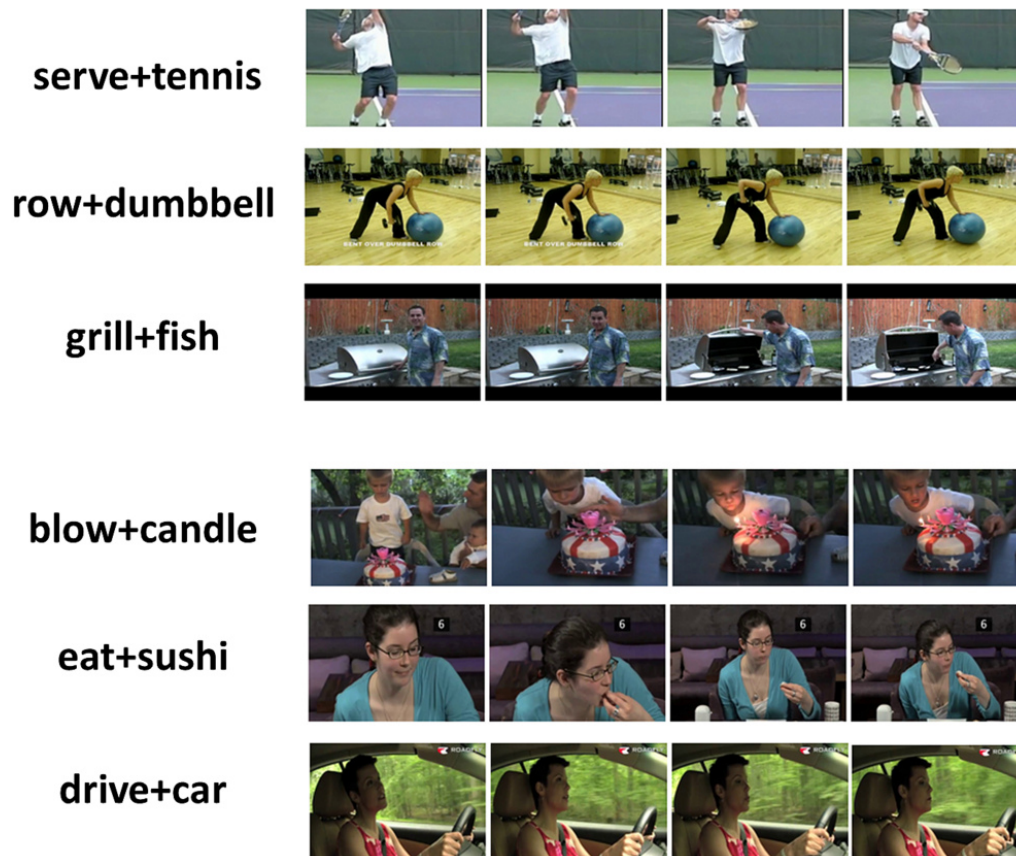 serve+tennis
row+dumbbell
BENT OVER DUMBBELL ROW
BENT OVER DUMBBELL ROW
grill+fish
blow+candle
eat+sushi
6
6
6
6
drive+car